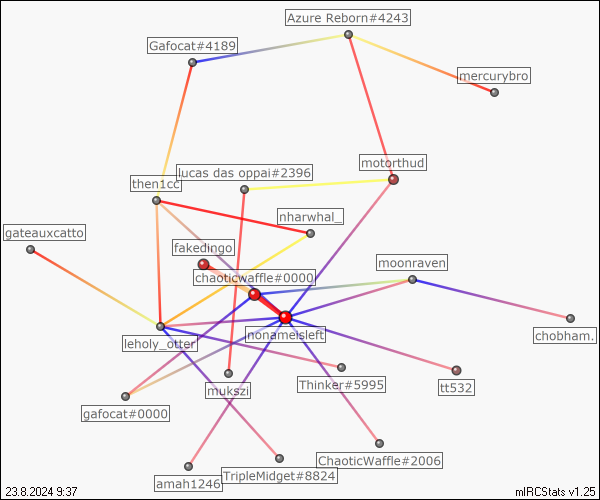 Azure Reborn#4243
Gafocat#4189
mercurybro
motorthud
lucas das oppai#2396
then1cc
nharwhal_
gateauxcatto
fakedingo
moonraven
chaoticwaffle#0000
nonameisleft
chobham.
leholy_otter
mukszi
Thinker#5995
tt532
gafocat#0000
ChaoticWaffle#2006
TripleMidget#8824
amah1246
23.8.2024 9:37
mIRCStats v1.25